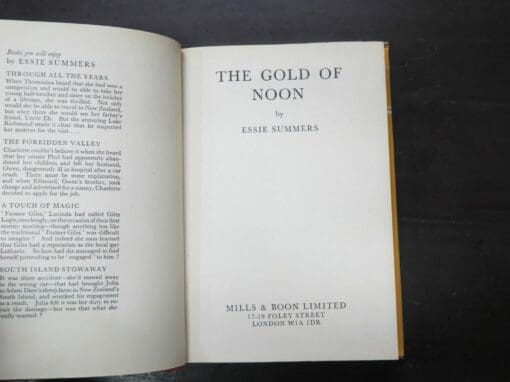 Books you will enjoy
by ESSIE SUMMERS
THROUGH ALL THE YEARS
When Thomasina heard that she had won a
competition and would be able to take her
young half-brother and sister on the holiday
of a lifetime, she was thrilled. Not only
would she be able to travel to New Zealand,
but once there she would see her father's
friend, Uncle Eb. But the annoying Luke
Richmond made it clear that he suspected
her motives for the visit . . .
THE FORBIDDEN VALLEY
Charlotte couldn't believe it when she heard
that her cousin Phyl had apparently aban-
doned her children and left her husband,
Owen, dangerously ill in hospital after a car
crash. There must be some explanation,
and when Edmund, Owen's brother, took
charge and advertised for a nanny, Charlotte
decided to apply for the job.
A TOUCH OF MAGIC
' Farmer Giles,' Lucinda had called Giles
Logie, mockingly, on the occasion of their first
stormy meeting—though anything less like
the traditional ' Farmer Giles ' was difficult
to imagine ! And indeed she soon learned
that Giles had a reputation as the local gay
Lothario. So how had she managed to find
herself pretending to be ' engaged ' to him ?
SOUTH ISLAND STOWAWAY
It was sheer accident—she'd stowed away
in the wrong car—that had brought Julia
to Adam Dare's sheep farm in New Zealand's
South Island, and wrecked his engagement
as a result. Julia felt it was her duty to re-
pair the damage—but was that what she
really wanted ?
THE GOLD OF
NOON
by
ESSIE SUMMERS
MILLS & BOON LIMITED
17-19 FOLEY STREET
LONDON W1A 1DR